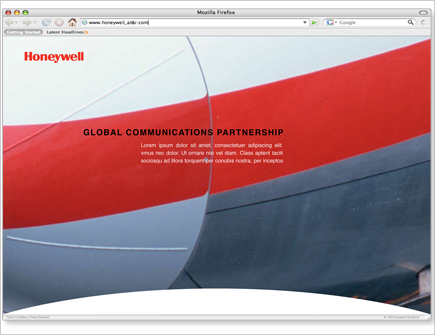 Mozilla Firefox
www.honeywell_at&r.com
Google
Getting Started
Latest Headlines
Honeywell
GLOBAL COMMUNICATIONS PARTNERSHIP
Lorem ipsum dolor sit amet, consectetuer adipiscing elit.
vmus nec dolor. Ut ornare nisi vel diam. Class aptent taciti
sociosqu ad litora torquent per conubia nostra, per inceptos